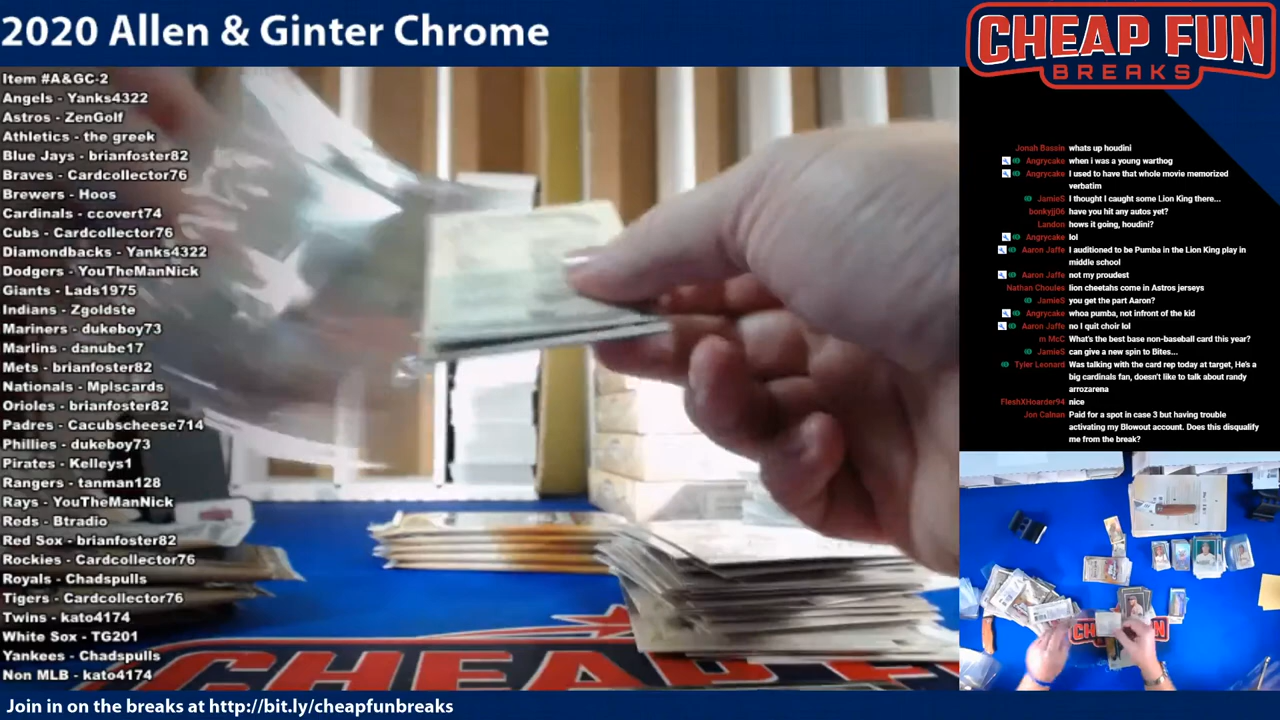 2020 Allen & Ginter Chrome
CHEAP FUN
BREAKS
Item #A&GC-2
Angels - Yanks4322
Astros - ZenGolf
Athletics - the greek
Blue Jays - brianfoster82
Braves - Cardcollector76
Brewers - Hoos
Cardinals - ccovert74
Cubs - Cardcollector76
Diamondbacks - Yanks4322
Dodgers - YouTheManNick
Giants - Lads1975
Indians - Zgoldste
Mariners - dukeboy73
Marlins - danube17
Mets - brianfoster82
Nationals - Mplscards
Orioles - brianfoster82
Padres - Cacubscheese714
Phillies - dukeboy73
Pirates - Kelleys1
Rangers - tanman128
Rays - YouTheManNick
Reds - Btradio
Red Sox - brianfoster82
Rockies - Cardcollector76
Royals - Chadspulls
Tigers - Cardcollector76
Twins - kato4174
White Sox - TG201
Yankees - Chadspulls
Non MLB - kato4174
Jonah Bassin whats up houdini
Angrycake when i was a young warthog
Angrycake I used to have that whole movie memorized
verbatim
JamieS I thought I caught some Lion King there...
bonkyjj06 have you hit any autos yet?
Landon hows it going, houdini?
Angrycake lol
Aaron Jaffe I auditioned to be Pumba in the Lion King play in
middle school
Aaron Jaffe not my proudest
Nathan Choules lion cheetahs come in Astros jerseys
JamieS you get the part Aaron?
Angrycake whoa pumba, not infront of the kid
Aaron Jaffe no I quit choir lol
m McC What's the best base non-baseball card this year?
JamieS can give a new spin to Bites...
Tyler Leonard Was talking with the card rep today at target, He's a
big cardinals fan, doesn't like to talk about randy
arrozarena
FleshXHoarder94 nice
Jon Calnan Paid for a spot in case 3 but having trouble
activating my Blowout account. Does this disqualify
me from the break?
CHEAP F
CHEAP FUN
Join in on the breaks at http://bit.ly/cheapfunbreaks